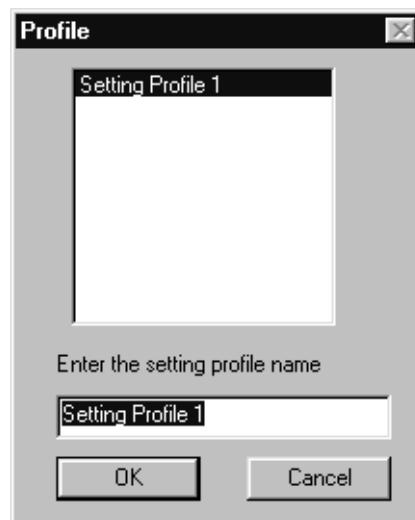 Profile
Setting Profile 1
Enter the setting profile name
Setting Profile 1
OK Cancel